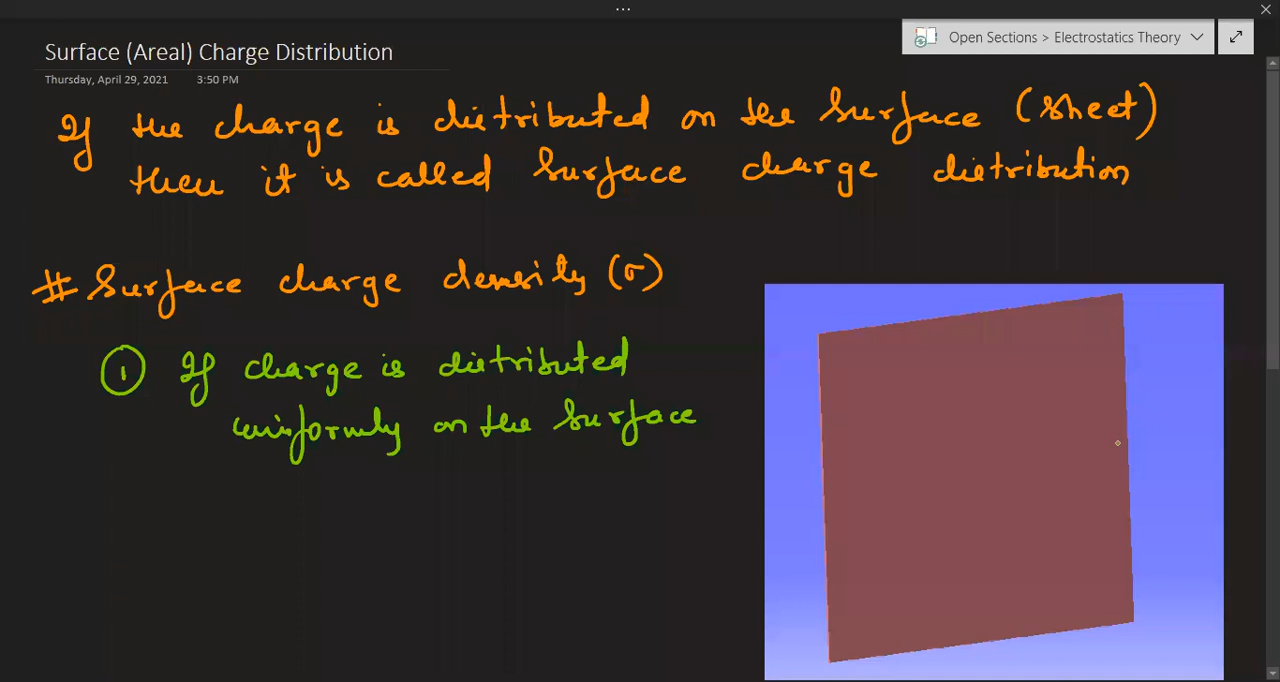 Open Sections > Electrostatics Theory
Surface (Areal) Charge Distribution
Thursday, April 29, 2021 3:50 PM
If the charge is distributed on the surface (sheet)
then it is called surface charge distribution
# Surface charge density (σ)
① If charge is distributed
uniformly on the surface